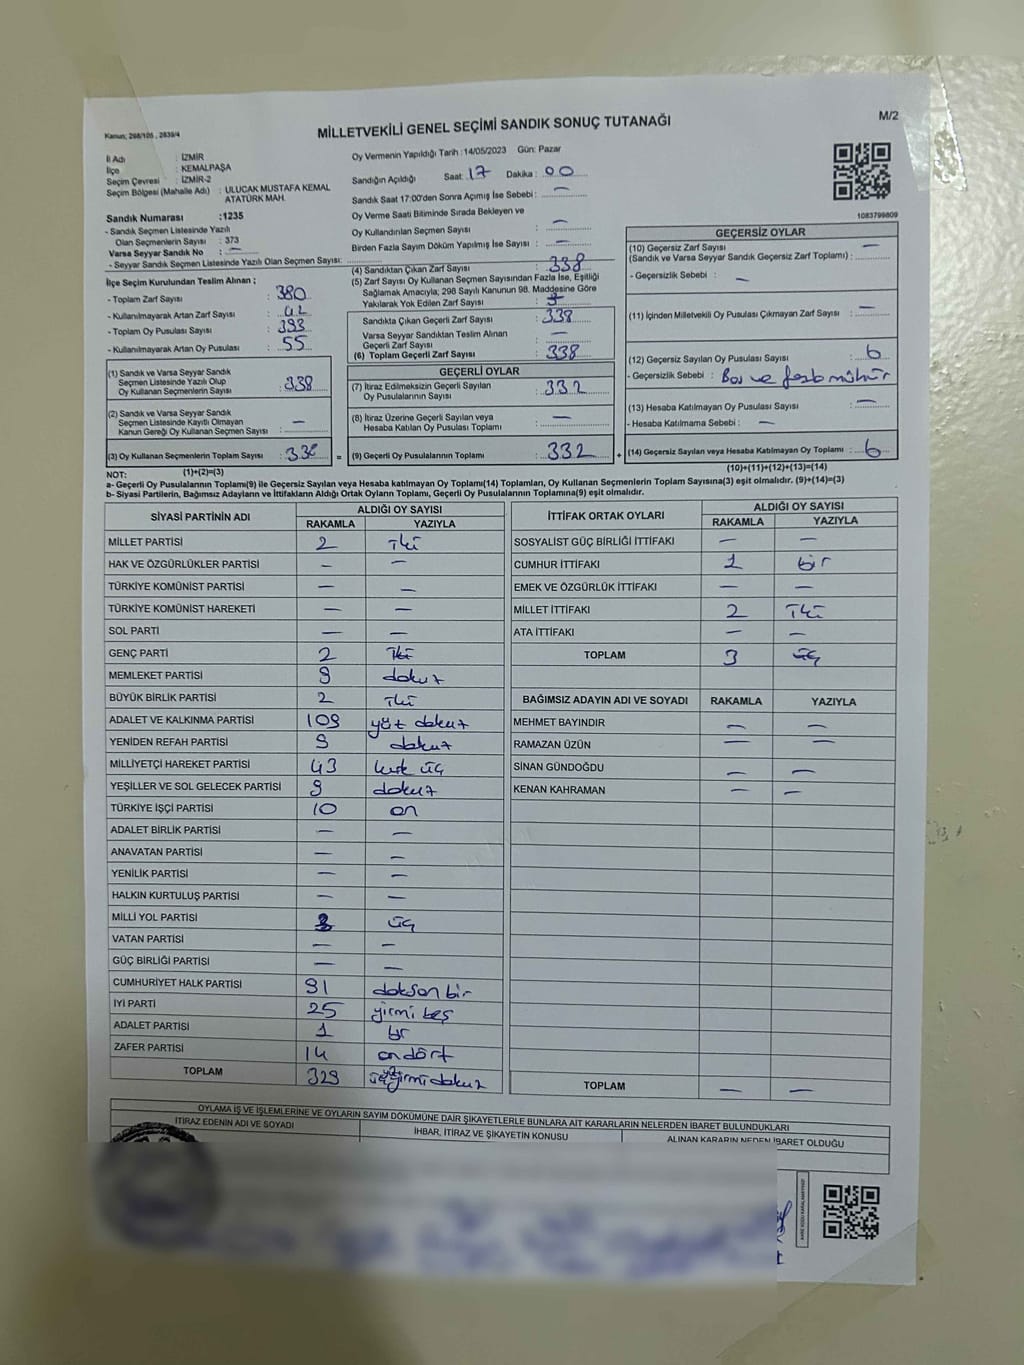 Kanun; 298/105 , 2839/4
M/2
MİLLETVEKİLİ GENEL SEÇİMİ SANDIK SONUÇ TUTANAĞI
İl Adı : İZMİR
İlçe : KEMALPAŞA
Seçim Çevresi : İZMİR-2
Seçim Bölgesi (Mahalle Adı) : ULUCAK MUSTAFA KEMAL
ATATÜRK MAH.
Sandık Numarası :1235
- Sandık Seçmen Listesinde Yazılı
Olan Seçmenlerin Sayısı : 373
Varsa Seyyar Sandık No : —
- Seyyar Sandık Seçmen Listesinde Yazılı Olan Seçmen Sayısı:
Oy Vermenin Yapıldığı Tarih :14/05/2023 Gün: Pazar
Sandığın Açıldığı Saat: 17 Dakika : 00
Sandık Saat 17:00'den Sonra Açımış İse Sebebi : —
Oy Verme Saati Bitiminde Sırada Bekleyen ve
Oy Kullandırılan Seçmen Sayısı : —
Birden Fazla Sayım Döküm Yapılmış İse Sayısı : —
1083799809
İlçe Seçim Kurulundan Teslim Alınan ;
- Toplam Zarf Sayısı : 380
- Kullanılmayarak Artan Zarf Sayısı : 42
- Toplam Oy Pusulası Sayısı : 393
- Kullanılmayarak Artan Oy Pusulası : 55
(1) Sandık ve Varsa Seyyar Sandık
Seçmen Listesinde Yazılı Olup
Oy Kullanan Seçmenlerin Sayısı : 338
(2) Sandık ve Varsa Seyyar Sandık
Seçmen Listesinde Kayıtlı Olmayan
Kanun Gereği Oy Kullanan Seçmen Sayısı : —
(3) Oy Kullanan Seçmenlerin Toplam Sayısı : 338 =
(4) Sandıktan Çıkan Zarf Sayısı : 338
(5) Zarf Sayısı Oy Kullanan Seçmen Sayısından Fazla İse, Eşitliği
Sağlamak Amacıyla; 298 Sayılı Kanunun 98. Maddesine Göre
Yakılarak Yok Edilen Zarf Sayısı :
Sandıkta Çıkan Geçerli Zarf Sayısı : 338
Varsa Seyyar Sandıktan Teslim Alınan
Geçerli Zarf Sayısı : —
(6) Toplam Geçerli Zarf Sayısı : 338
GEÇERLİ OYLAR
(7) İtiraz Edilmeksizin Geçerli Sayılan
Oy Pusulalarının Sayısı : 332
(8) İtiraz Üzerine Geçerli Sayılan veya
Hesaba Katılan Oy Pusulası Toplamı : —
(9) Geçerli Oy Pusulalarının Toplamı : 332 +
GEÇERSİZ OYLAR
(10) Geçersiz Zarf Sayısı
(Sandık ve Varsa Seyyar Sandık Geçersiz Zarf Toplamı) : —
- Geçersizlik Sebebi : —
(11) İçinden Milletvekili Oy Pusulası Çıkmayan Zarf Sayısı : —
(12) Geçersiz Sayılan Oy Pusulası Sayısı : 6
- Geçersizlik Sebebi : Boş ve fazla mühür
(13) Hesaba Katılmayan Oy Pusulası Sayısı : —
- Hesaba Katılmama Sebebi : —
(14) Geçersiz Sayılan veya Hesaba Katılmayan Oy Toplamı : 6
NOT: (1)+(2)=(3)
(10)+(11)+(12)+(13)=(14)
a- Geçerli Oy Pusulalarının Toplamı(9) ile Geçersiz Sayılan veya Hesaba katılmayan Oy Toplamı(14) Toplamları, Oy Kullanan Seçmenlerin Toplam Sayısına(3) eşit olmalıdır. (9)+(14)=(3)
b- Siyasi Partilerin, Bağımsız Adayların ve İttifakların Aldığı Ortak Oyların Toplamı, Geçerli Oy Pusulalarının Toplamına(9) eşit olmalıdır.
SİYASİ PARTİNİN ADI ALDIĞI OY SAYISI
RAKAMLA YAZIYLA
MİLLET PARTİSİ 2 iki
HAK VE ÖZGÜRLÜKLER PARTİSİ — —
TÜRKİYE KOMÜNİST PARTİSİ — —
TÜRKİYE KOMÜNİST HAREKETİ — —
SOL PARTİ — —
GENÇ PARTİ 2 iki
MEMLEKET PARTİSİ 9 dokuz
BÜYÜK BİRLİK PARTİSİ 2 iki
ADALET VE KALKINMA PARTİSİ 109 yüz dokuz
YENİDEN REFAH PARTİSİ 9 dokuz
MİLLİYETÇİ HAREKET PARTİSİ 43 kırk üç
YEŞİLLER VE SOL GELECEK PARTİSİ 9 dokuz
TÜRKİYE İŞÇİ PARTİSİ 10 on
ADALET BİRLİK PARTİSİ — —
ANAVATAN PARTİSİ — —
YENİLİK PARTİSİ — —
HALKIN KURTULUŞ PARTİSİ — —
MİLLİ YOL PARTİSİ 3 üç
VATAN PARTİSİ — —
GÜÇ BİRLİĞİ PARTİSİ — —
CUMHURİYET HALK PARTİSİ 91 doksan bir
İYİ PARTİ 25 yirmi beş
ADALET PARTİSİ 1 bir
ZAFER PARTİSİ 14 on dört
TOPLAM 329 üçyüzyirmi dokuz
İTTİFAK ORTAK OYLARI ALDIĞI OY SAYISI
RAKAMLA YAZIYLA
SOSYALİST GÜÇ BİRLİĞİ İTTİFAKI — —
CUMHUR İTTİFAKI 1 bir
EMEK VE ÖZGÜRLÜK İTTİFAKI — —
MİLLET İTTİFAKI 2 iki
ATA İTTİFAKI — —
TOPLAM 3 üç
BAĞIMSIZ ADAYIN ADI VE SOYADI RAKAMLA YAZIYLA
MEHMET BAYINDIR — —
RAMAZAN ÜZÜN — —
SİNAN GÜNDOĞDU — —
KENAN KAHRAMAN — —
TOPLAM — —
OYLAMA İŞ VE İŞLEMLERİNE VE OYLARIN SAYIM DÖKÜMÜNE DAİR ŞİKAYETLERLE BUNLARA AİT KARARLARIN NELERDEN İBARET BULUNDUKLARI
İTİRAZ EDENİN ADI VE SOYADI İHBAR, İTİRAZ VE ŞİKAYETİN KONUSU ALINAN KARARIN NEDEN İBARET OLDUĞU